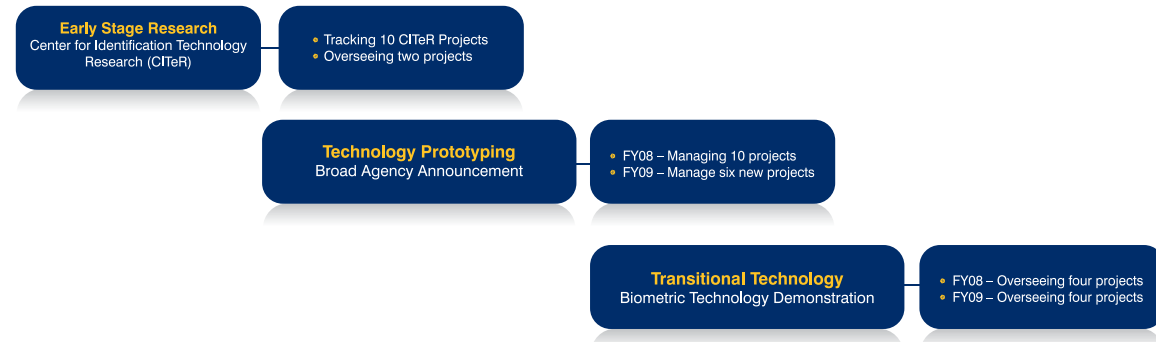 Early Stage Research
Center for Identification Technology
Research (CITeR)
• Tracking 10 CITeR Projects
• Overseeing two projects
Technology Prototyping
Broad Agency Announcement
• FY08 – Managing 10 projects
• FY09 – Manage six new projects
Transitional Technology
Biometric Technology Demonstration
• FY08 – Overseeing four projects
• FY09 – Overseeing four projects